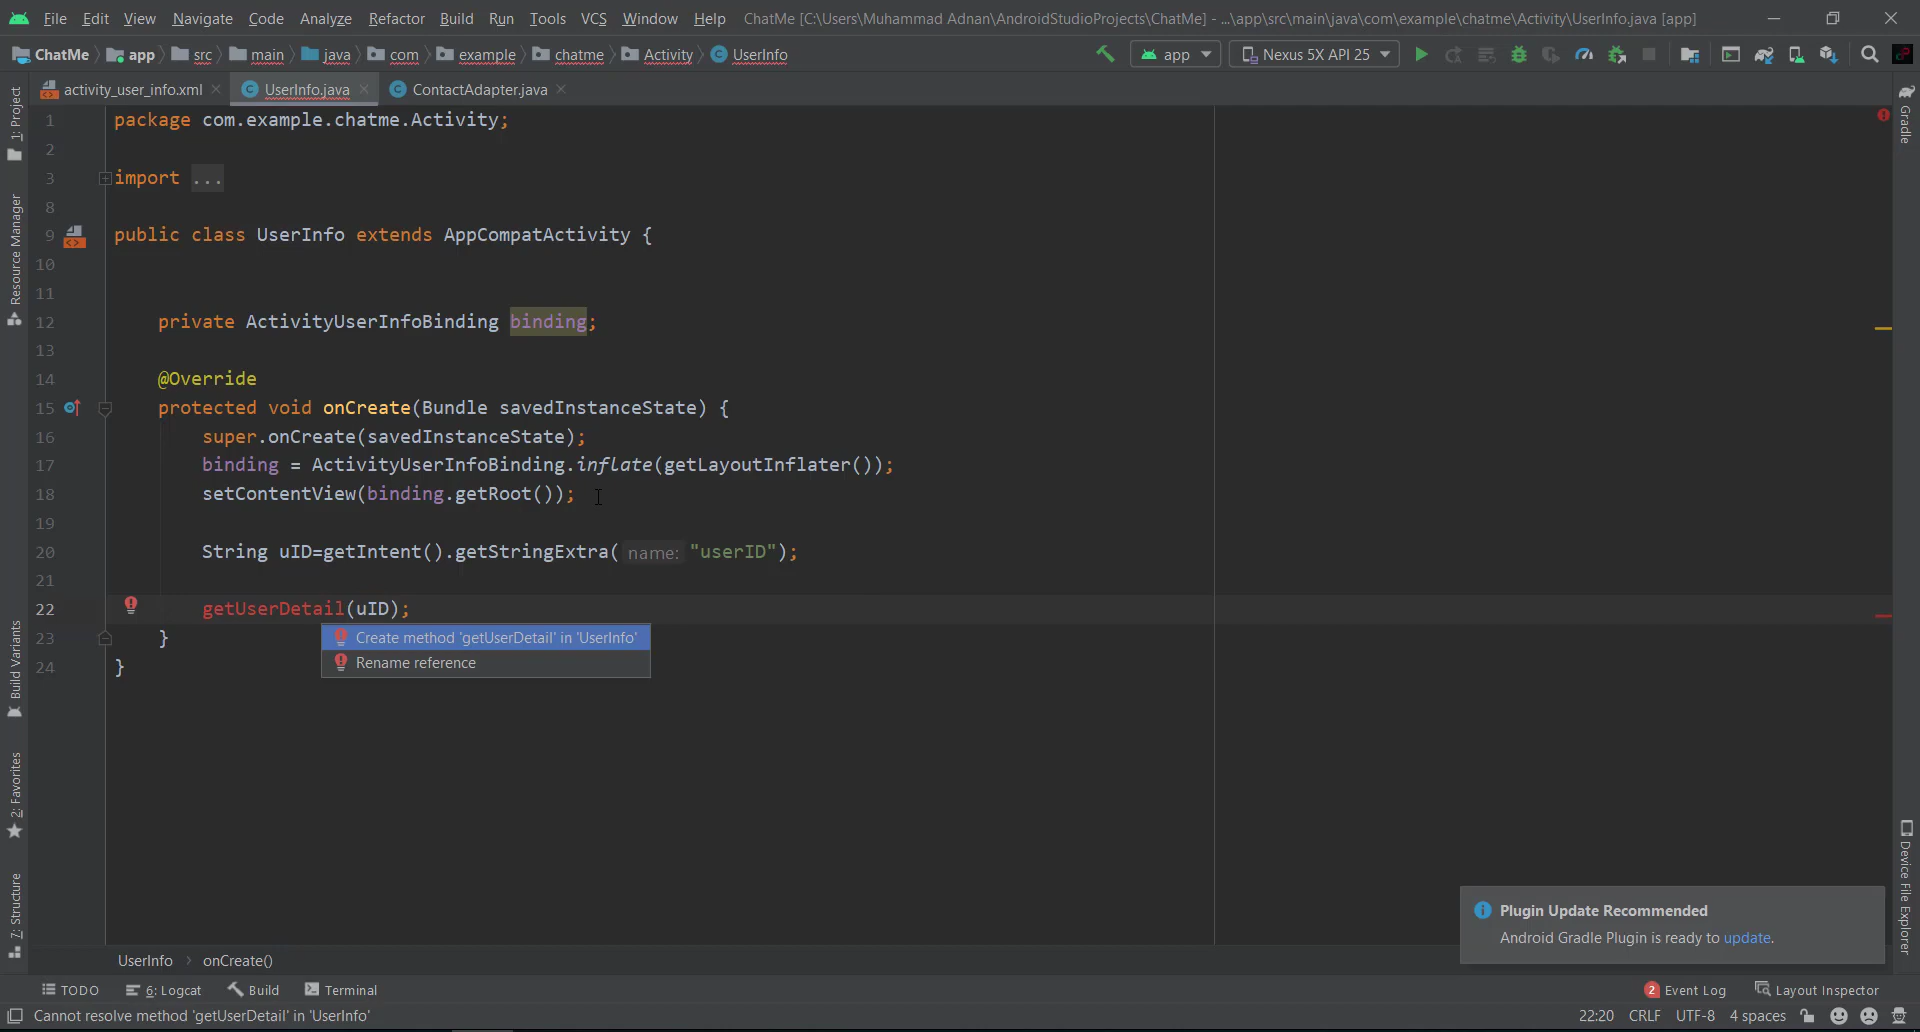 File Edit View Navigate Code Analyze Refactor Build Run Tools VCS Window Help ChatMe [C:\Users\Muhammad Adnan\AndroidStudioProjects\ChatMe] - ...\app\src\main\java\com\example\chatme\Activity\UserInfo.java [app]
ChatMe app src main java com example chatme Activity UserInfo app Nexus 5X API 25
activity_user_info.xml UserInfo.java ContactAdapter.java
1 package com.example.chatme.Activity;
2
3 import ...
8
9 public class UserInfo extends AppCompatActivity {
10
11
12 private ActivityUserInfoBinding binding;
13
14 @Override
15 protected void onCreate(Bundle savedInstanceState) {
16 super.onCreate(savedInstanceState);
17 binding = ActivityUserInfoBinding.inflate(getLayoutInflater());
18 setContentView(binding.getRoot());
19
20 String uID=getIntent().getStringExtra( name: "userID");
21
22 getUserDetail(uID);
23 }
24 }
Create method 'getUserDetail' in 'UserInfo'
Rename reference
1: Project
Resource Manager
Build Variants
2: Favorites
7: Structure
Gradle
Device File Explorer
Plugin Update Recommended
Android Gradle Plugin is ready to update.
UserInfo onCreate()
TODO 6: Logcat Build Terminal 2 Event Log Layout Inspector
Cannot resolve method 'getUserDetail' in 'UserInfo' 22:20 CRLF UTF-8 4 spaces